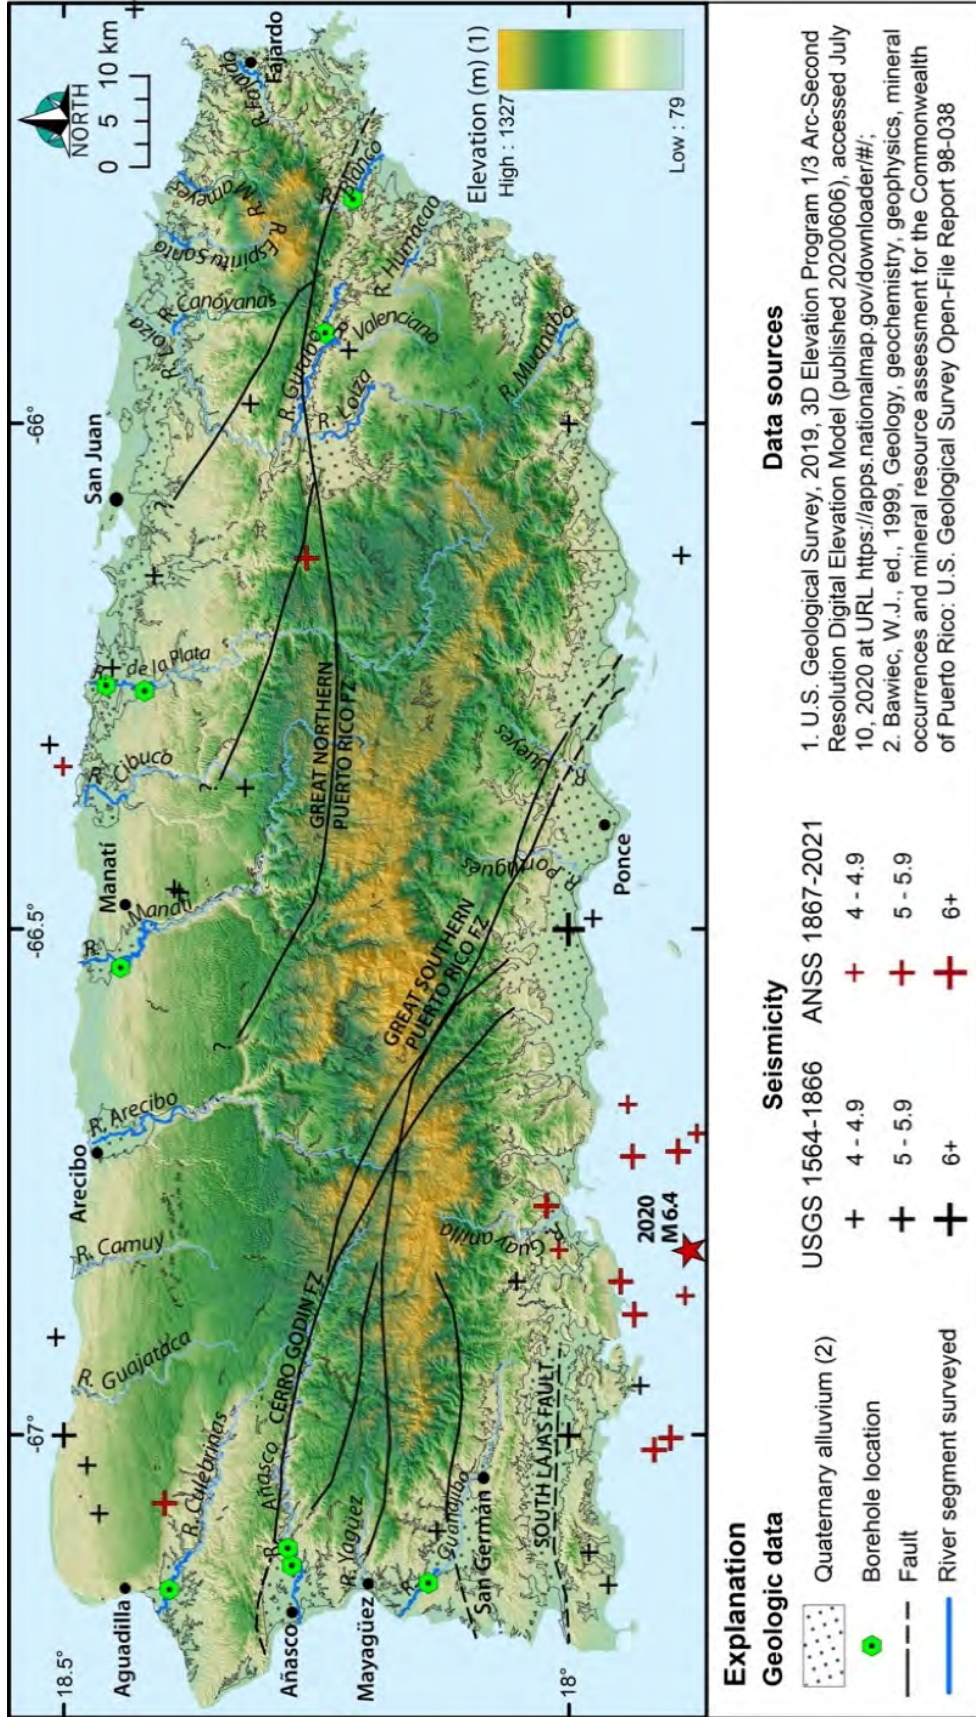 NORTH
0 5 10 km
-67°
-66.5°
-66°
18.5°
18°
Elevation (m) (1)
High : 1327
Low : 79
Aguadilla
Arecibo
Manatí
San Juan
Fajardo
Añasco
Mayagüez
San Germán
Ponce
R. Culebrinas
R. Guajataca
R. Camuy
R. Arecibo
R. Manatí
R. Cibuco
R. de la Plata
R. Loiza
R. Canóvanas
R. Espiritu Santo
R. Mameyes
R. Fajardo
R. Blanco
R. Humacao
R. Gurabo
R. Valenciano
R. Loiza
R. Muanaba
R. Añasco
R. Yagüez
R. Guanajibo
R. Guayanilla
R. Portugués
R. Jueyes
CERRO GODIN FZ
GREAT SOUTHERN
PUERTO RICO FZ
GREAT NORTHERN
PUERTO RICO FZ
SOUTH LAJAS FAULT
?
?
?
2020
M 6.4
Explanation
Geologic data
Quaternary alluvium (2)
Borehole location
Fault
River segment surveyed
Seismicity
USGS 1564-1866 ANSS 1867-2021
4 - 4.9 4 - 4.9
5 - 5.9 5 - 5.9
6+ 6+
Data sources
1. U.S. Geological Survey, 2019, 3D Elevation Program 1/3 Arc-Second
Resolution Digital Elevation Model (published 20200606), accessed July
10, 2020 at URL https://apps.nationalmap.gov/downloader/#/;
2. Bawiec, W.J., ed., 1999, Geology, geochemistry, geophysics, mineral
occurrences and mineral resource assessment for the Commonwealth
of Puerto Rico: U.S. Geological Survey Open-File Report 98-038